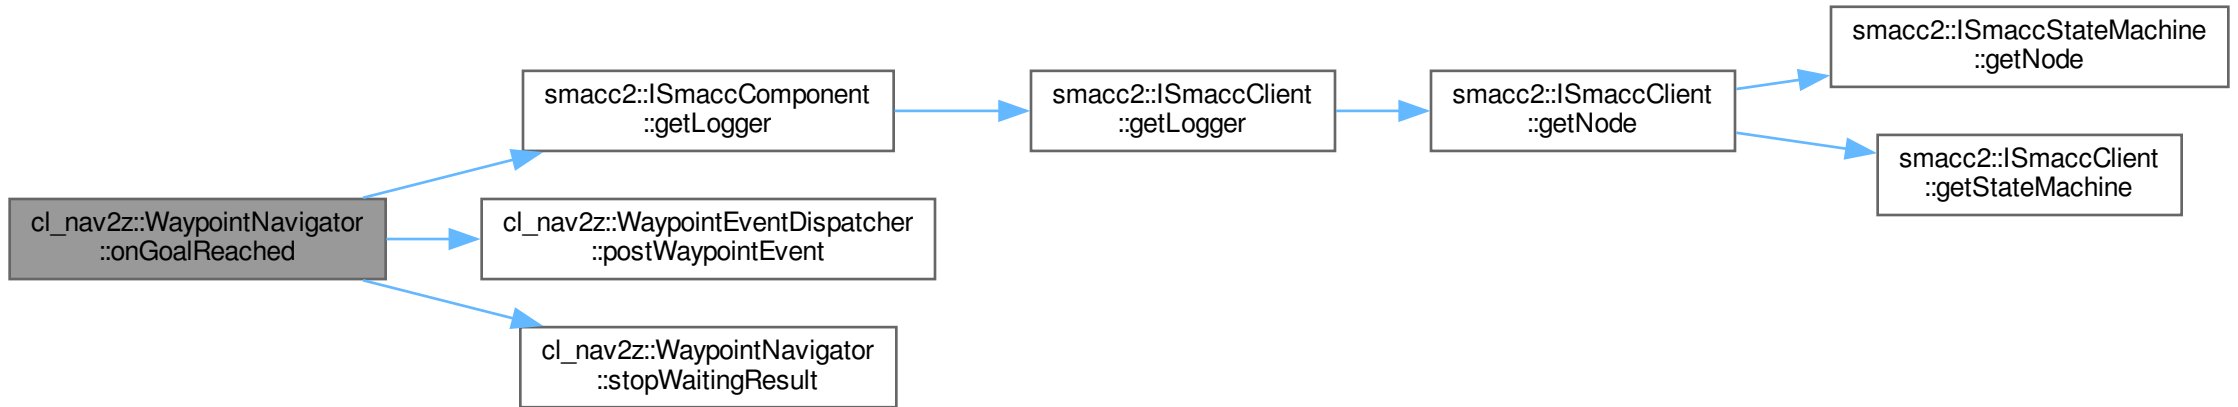 cl_nav2z::WaypointNavigator
::onGoalReached
smacc2::ISmaccComponent
::getLogger
smacc2::ISmaccClient
::getLogger
smacc2::ISmaccClient
::getNode
smacc2::ISmaccStateMachine
::getNode
smacc2::ISmaccClient
::getStateMachine
cl_nav2z::WaypointEventDispatcher
::postWaypointEvent
cl_nav2z::WaypointNavigator
::stopWaitingResult